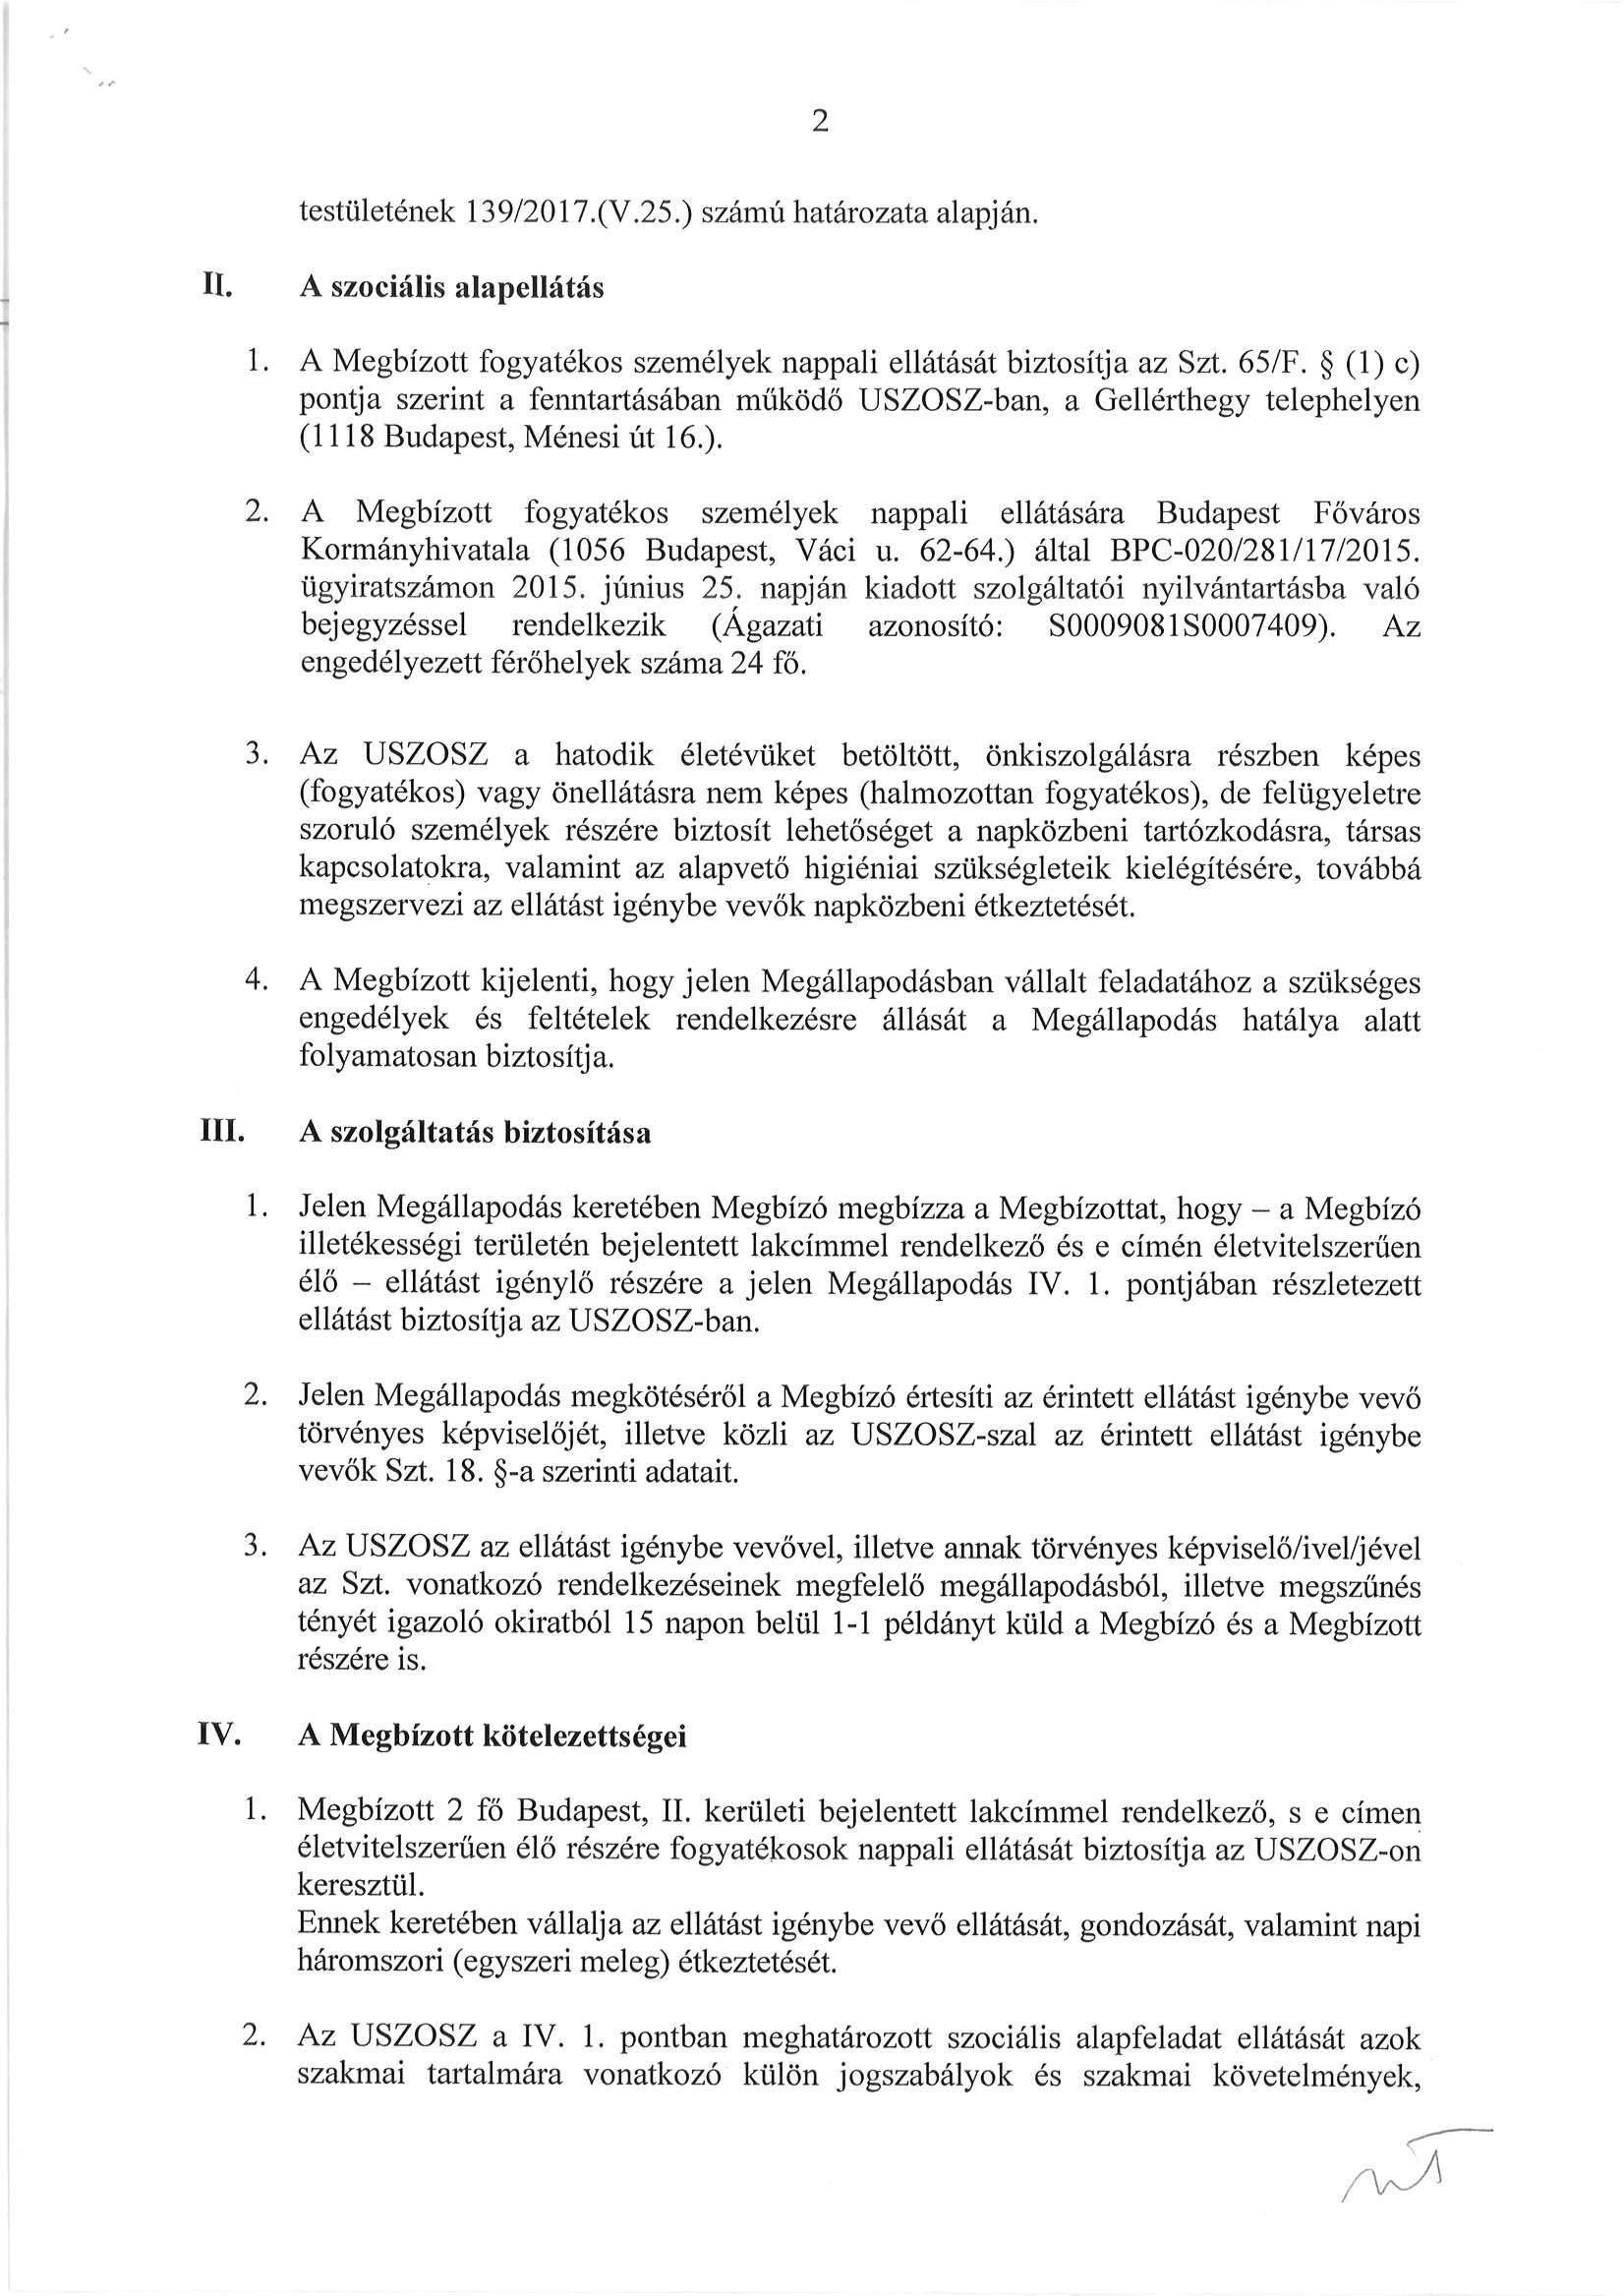 2
testületének 139/2017.(V.25.) számú határozata alapján.
II. A szociális alapellátás
1. A Megbízott fogyatékos személyek nappali ellátását biztosítja az Szt. 65/F. § (1) c)
pontja szerint a fenntartásában működő USZOSZ-ban, a Gellérthegy telephelyen
(1118 Budapest, Ménesi út 16.).
2. A Megbízott fogyatékos személyek nappali ellátására Budapest Főváros
Kormányhivatala (1056 Budapest, Váci u. 62-64.) által BPC-020/281/17/2015.
ügyiratszámon 2015. június 25. napján kiadott szolgáltatói nyilvántartásba való
bejegyzéssel rendelkezik (Ágazati azonosító: S0009081S0007409). Az
engedélyezett férőhelyek száma 24 fő.
3. Az USZOSZ a hatodik életévüket betöltött, önkiszolgálásra részben képes
(fogyatékos) vagy önellátásra nem képes (halmozottan fogyatékos), de felügyeletre
szoruló személyek részére biztosít lehetőséget a napközbeni tartózkodásra, társas
kapcsolatokra, valamint az alapvető higiéniai szükségleteik kielégítésére, továbbá
megszervezi az ellátást igénybe vevők napközbeni étkeztetését.
4. A Megbízott kijelenti, hogy jelen Megállapodásban vállalt feladatához a szükséges
engedélyek és feltételek rendelkezésre állását a Megállapodás hatálya alatt
folyamatosan biztosítja.
III. A szolgáltatás biztosítása
1. Jelen Megállapodás keretében Megbízó megbízza a Megbízottat, hogy – a Megbízó
illetékességi területén bejelentett lakcímmel rendelkező és e címén életvitelszerűen
élő – ellátást igénylő részére a jelen Megállapodás IV. 1. pontjában részletezett
ellátást biztosítja az USZOSZ-ban.
2. Jelen Megállapodás megkötéséről a Megbízó értesíti az érintett ellátást igénybe vevő
törvényes képviselőjét, illetve közli az USZOSZ-szal az érintett ellátást igénybe
vevők Szt. 18. §-a szerinti adatait.
3. Az USZOSZ az ellátást igénybe vevővel, illetve annak törvényes képviselő/ivel/jével
az Szt. vonatkozó rendelkezéseinek megfelelő megállapodásból, illetve megszűnés
tényét igazoló okiratból 15 napon belül 1-1 példányt küld a Megbízó és a Megbízott
részére is.
IV. A Megbízott kötelezettségei
1. Megbízott 2 fő Budapest, II. kerületi bejelentett lakcímmel rendelkező, s e címen
életvitelszerűen élő részére fogyatékosok nappali ellátását biztosítja az USZOSZ-on
keresztül.
Ennek keretében vállalja az ellátást igénybe vevő ellátását, gondozását, valamint napi
háromszori (egyszeri meleg) étkeztetését.
2. Az USZOSZ a IV. 1. pontban meghatározott szociális alapfeladat ellátását azok
szakmai tartalmára vonatkozó külön jogszabályok és szakmai követelmények,